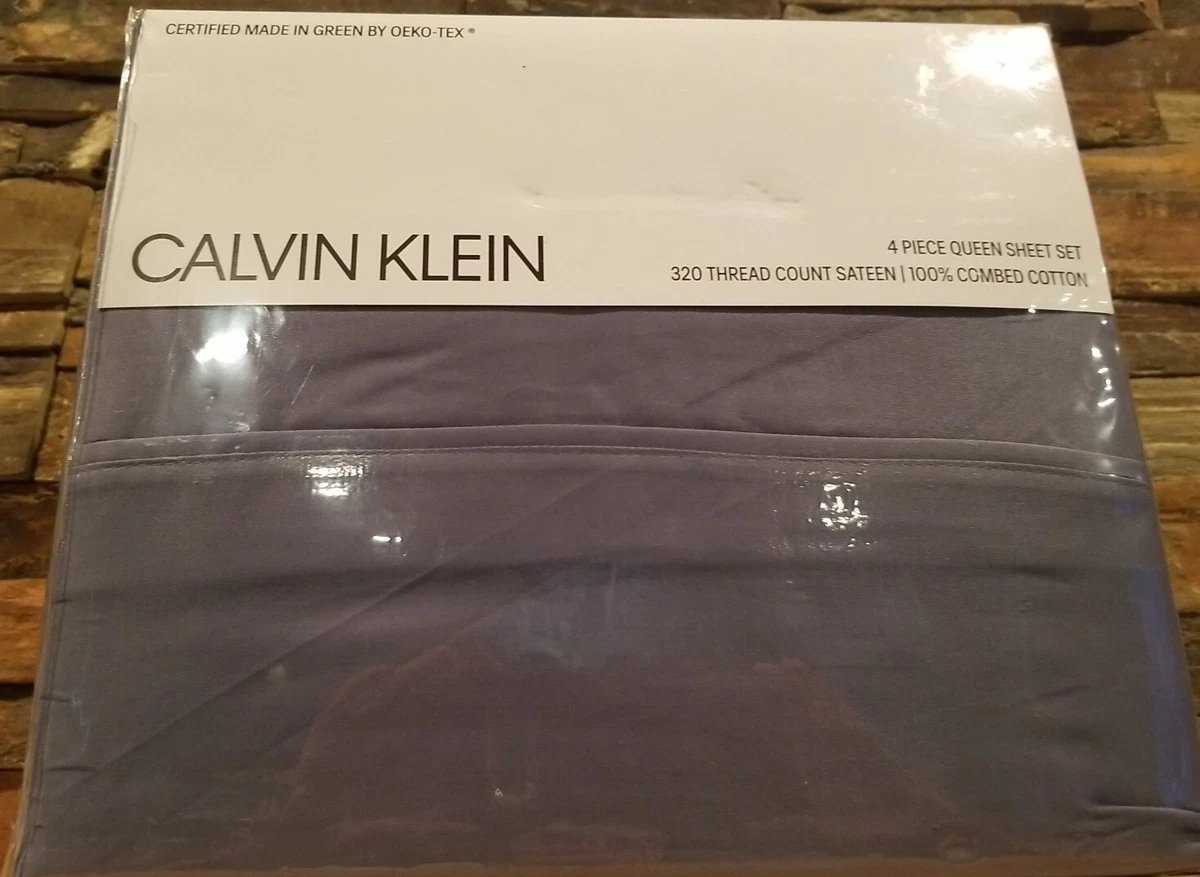 CERTIFIED MADE IN GREEN BY OEKO-TEX®
CALVIN KLEIN
4 PIECE QUEEN SHEET SET
320 THREAD COUNT SATEEN | 100% COMBED COTTON